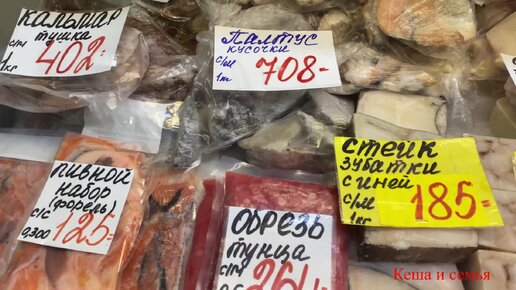 КАЛЬМАР
тушка
с/м 402=
1кг
ПАЛТУС
кусочки
с/м 708=
1кг
ПИВНОЙ
набор
(форель)
с/с 125=
0,300
ОБРЕЗЬ
тунца
с/м 261=
СТЕЙК
зубатки
синей
с/м 185=
1кг
Кеша и семья